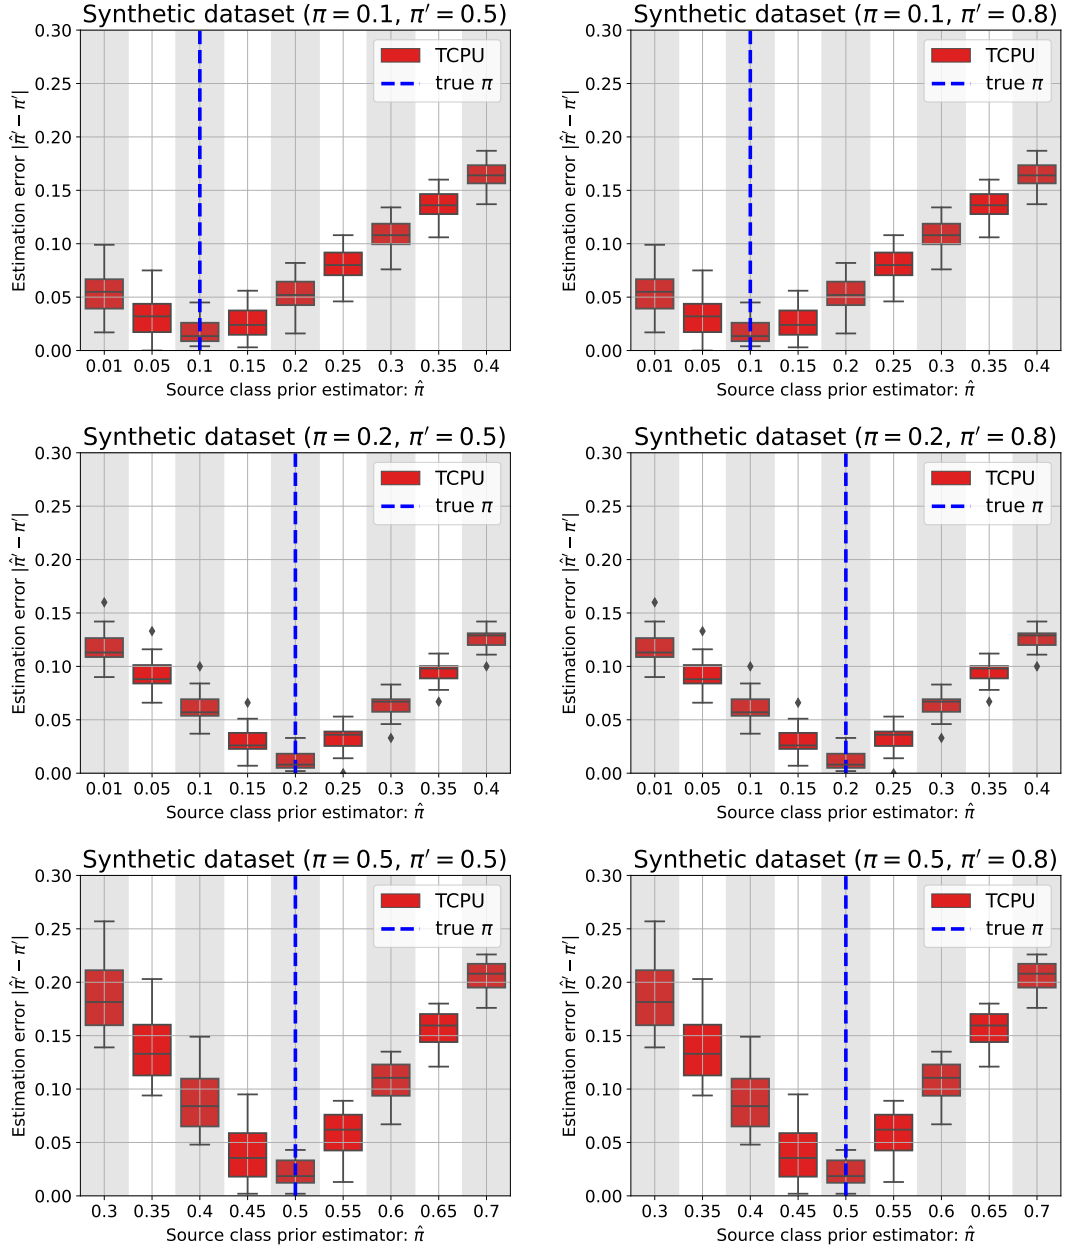 Synthetic dataset (π = 0.1, π′ = 0.5)
Estimation error |π̂′ − π′|
0.30
0.25
0.20
0.15
0.10
0.05
0.00
TCPU
true π
0.01 0.05 0.1 0.15 0.2 0.25 0.3 0.35 0.4
Source class prior estimator: π̂
Synthetic dataset (π = 0.1, π′ = 0.8)
Estimation error |π̂′ − π′|
0.30
0.25
0.20
0.15
0.10
0.05
0.00
TCPU
true π
0.01 0.05 0.1 0.15 0.2 0.25 0.3 0.35 0.4
Source class prior estimator: π̂
Synthetic dataset (π = 0.2, π′ = 0.5)
Estimation error |π̂′ − π′|
0.30
0.25
0.20
0.15
0.10
0.05
0.00
TCPU
true π
0.01 0.05 0.1 0.15 0.2 0.25 0.3 0.35 0.4
Source class prior estimator: π̂
Synthetic dataset (π = 0.2, π′ = 0.8)
Estimation error |π̂′ − π′|
0.30
0.25
0.20
0.15
0.10
0.05
0.00
TCPU
true π
0.01 0.05 0.1 0.15 0.2 0.25 0.3 0.35 0.4
Source class prior estimator: π̂
Synthetic dataset (π = 0.5, π′ = 0.5)
Estimation error |π̂′ − π′|
0.30
0.25
0.20
0.15
0.10
0.05
0.00
TCPU
true π
0.3 0.35 0.4 0.45 0.5 0.55 0.6 0.65 0.7
Source class prior estimator: π̂
Synthetic dataset (π = 0.5, π′ = 0.8)
Estimation error |π̂′ − π′|
0.30
0.25
0.20
0.15
0.10
0.05
0.00
TCPU
true π
0.3 0.35 0.4 0.45 0.5 0.55 0.6 0.65 0.7
Source class prior estimator: π̂